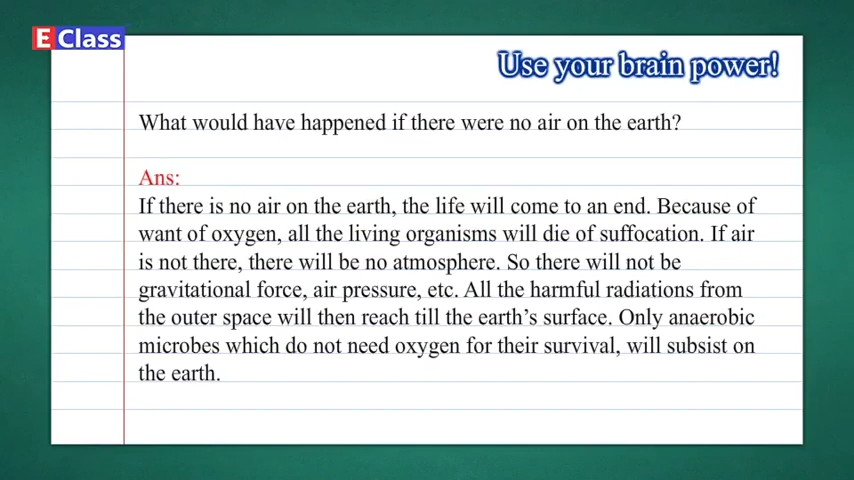 E Class
Use your brain power!
What would have happened if there were no air on the earth?
Ans:
If there is no air on the earth, the life will come to an end. Because of
want of oxygen, all the living organisms will die of suffocation. If air
is not there, there will be no atmosphere. So there will not be
gravitational force, air pressure, etc. All the harmful radiations from
the outer space will then reach till the earth's surface. Only anaerobic
microbes which do not need oxygen for their survival, will subsist on
the earth.